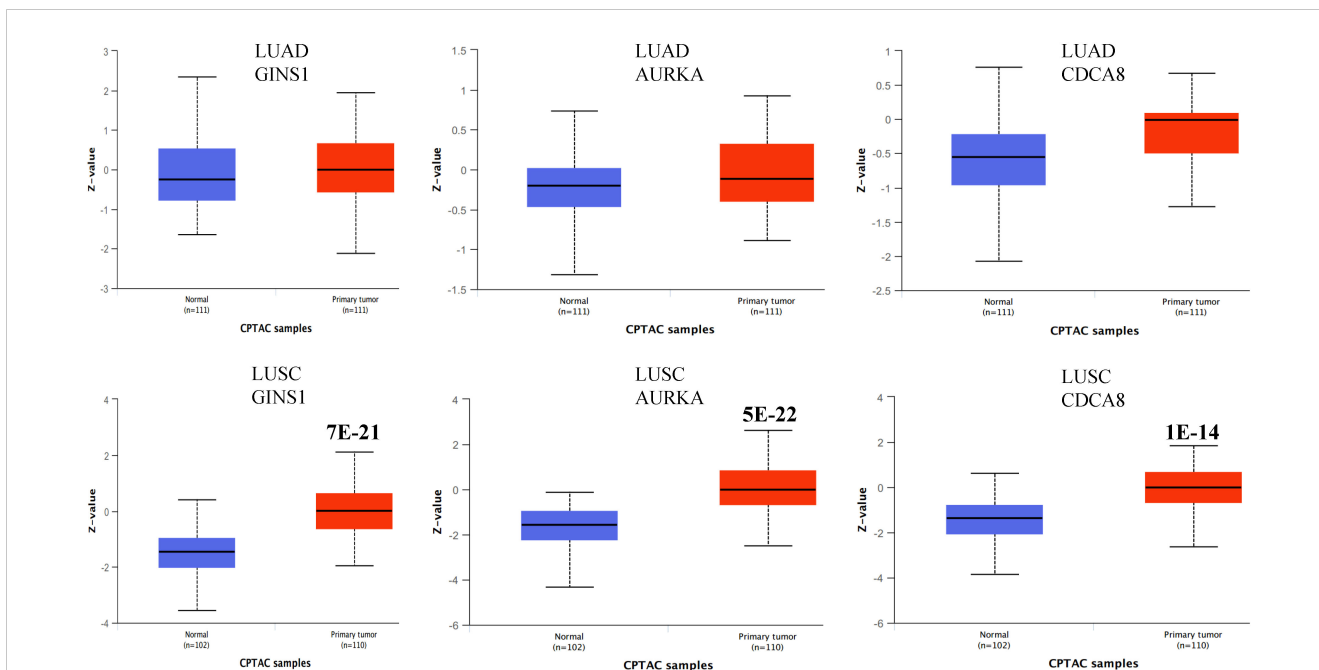 LUAD
GINS1
3
2
1
0
-1
-2
-3
Z-value
Normal
(n=111)
Primary tumor
(n=111)
CPTAC samples
LUAD
AURKA
1.5
1
0.5
0
-0.5
-1
-1.5
Z-value
Normal
(n=111)
Primary tumor
(n=111)
CPTAC samples
LUAD
CDCA8
1
0.5
0
-0.5
-1
-1.5
-2
-2.5
Z-value
Normal
(n=111)
Primary tumor
(n=111)
CPTAC samples
LUSC
GINS1
7E-21
4
2
0
-2
-4
Z-value
Normal
(n=102)
Primary tumor
(n=110)
CPTAC samples
LUSC
AURKA
5E-22
4
2
0
-2
-4
-6
Z-value
Normal
(n=102)
Primary tumor
(n=110)
CPTAC samples
LUSC
CDCA8
1E-14
4
2
0
-2
-4
-6
Z-value
Normal
(n=102)
Primary tumor
(n=110)
CPTAC samples